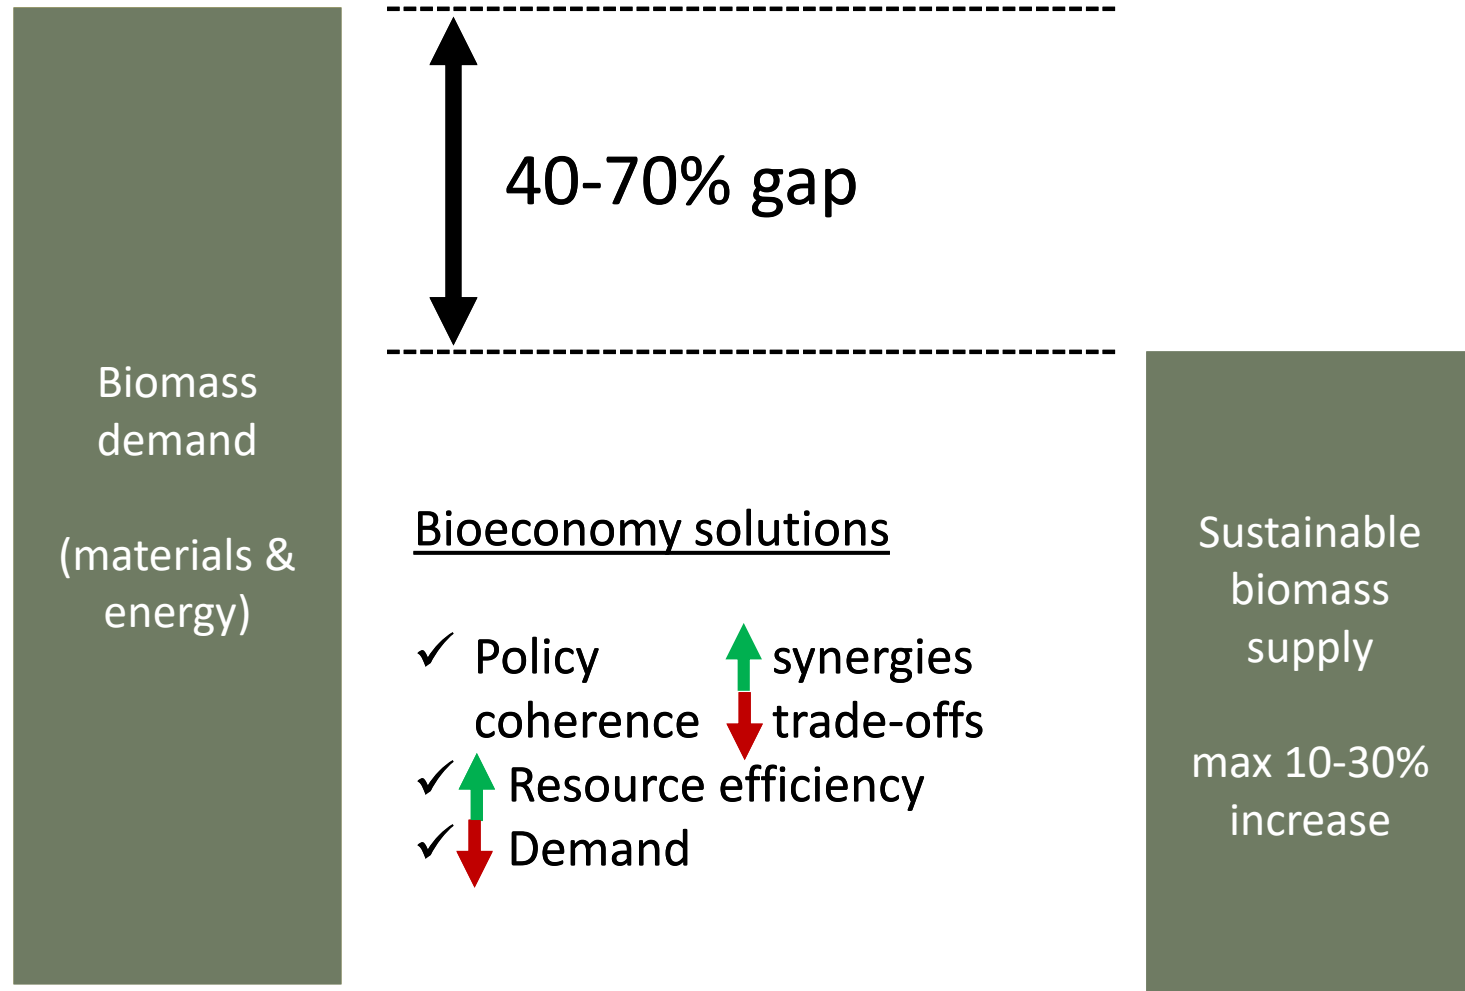 40-70% gap
Biomass
demand
(materials &
energy)
Bioeconomy solutions
✓ Policy synergies
coherence trade-offs
✓ Resource efficiency
✓ Demand
Sustainable
biomass
supply
max 10-30%
increase